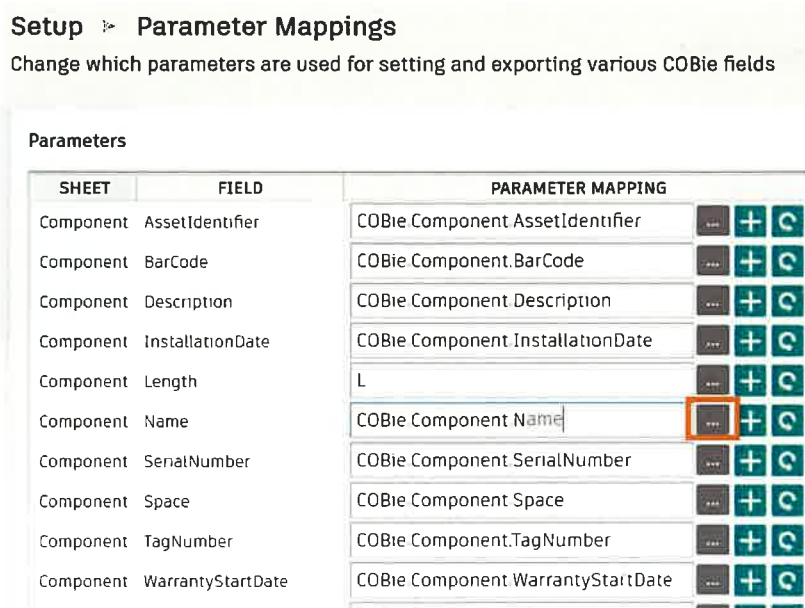 Setup ▸ Parameter Mappings
Change which parameters are used for setting and exporting various COBie fields
Parameters
SHEET FIELD PARAMETER MAPPING
Component AssetIdentifier COBie.Component.AssetIdentifier ... + 
Component BarCode COBie.Component.BarCode ... +
Component Description COBie.Component.Description ... +
Component InstallationDate COBie.Component.InstallationDate ... +
Component Length L ... +
Component Name COBie.Component.Name ... +
Component SerialNumber COBie.Component.SerialNumber ... +
Component Space COBie.Component.Space ... +
Component TagNumber COBie.Component.TagNumber ... +
Component WarrantyStartDate COBie.Component.WarrantyStartDate ... +